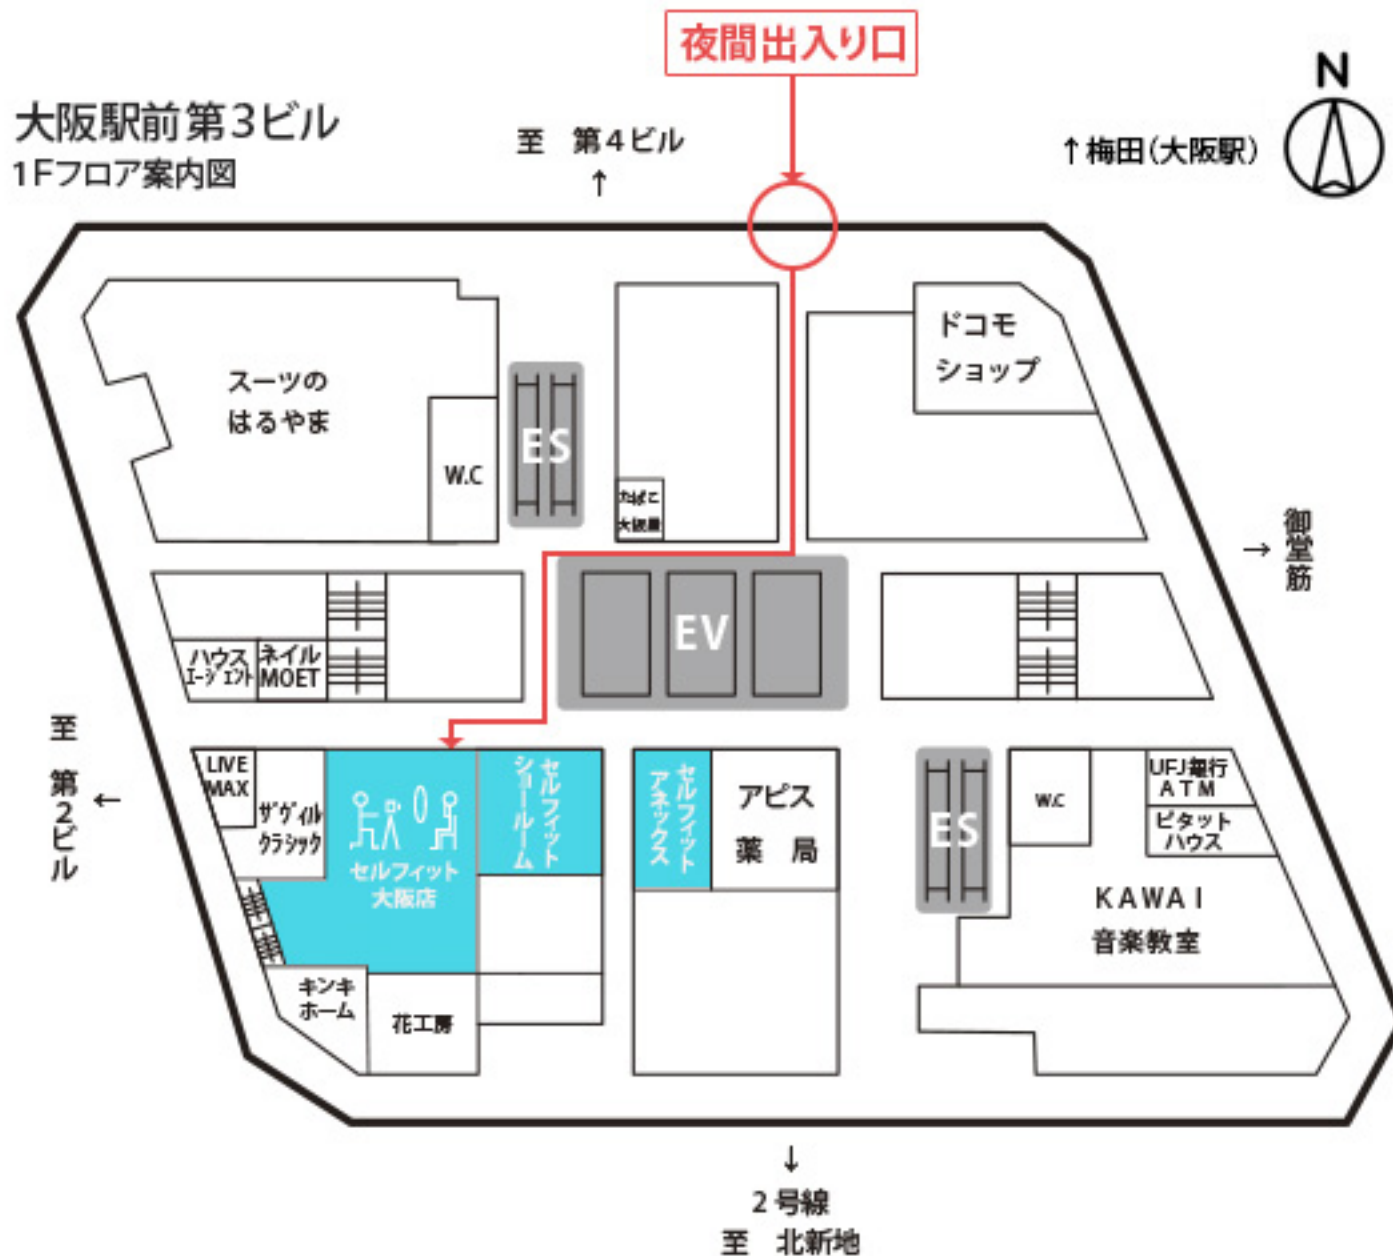 夜間出入り口
N
大阪駅前第3ビル
1Fフロア案内図
至 第4ビル
↑
↑梅田(大阪駅)
スーツの
はるやま
W.C
ES
たばこ
大阪屋
ドコモ
ショップ
→
御堂筋
EV
ハウス
エージェント
ネイル
MOET
至 第2ビル
←
LIVE
MAX
ザヴィル
クラシック
セルフィット
大阪店
セルフィット
ショールーム
セルフィット
アネックス
アピス
薬局
ES
W.C
UFJ銀行
ATM
ピタット
ハウス
KAWAI
音楽教室
キンキ
ホーム
花工房
↓
2号線
至 北新地